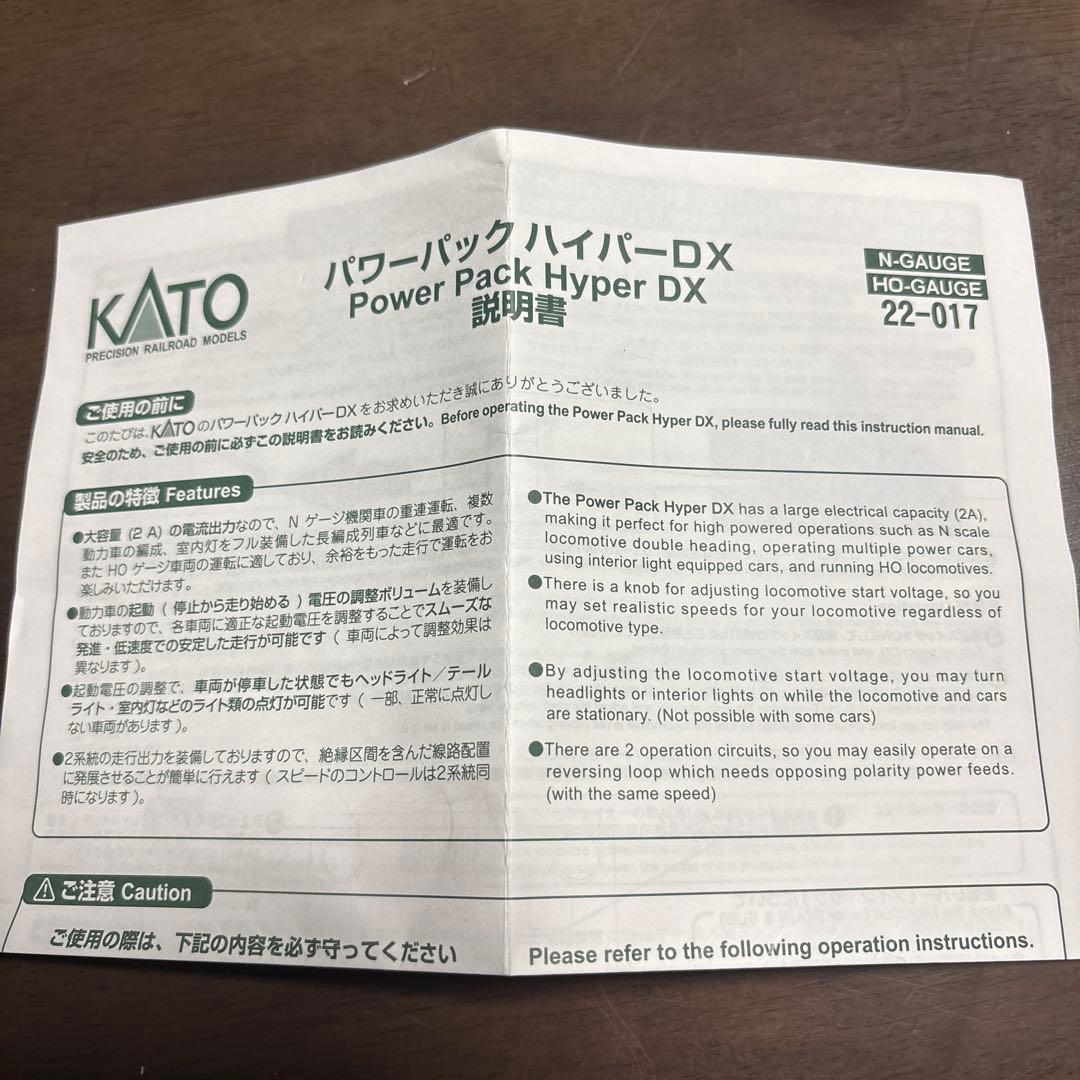 KATO
PRECISION RAILROAD MODELS
パワーパック ハイパーDX
Power Pack Hyper DX
説明書
N-GAUGE
HO-GAUGE
22-017
ご使用の前に
このたびは、KATOのパワーパック ハイパーDXをお求めいただき誠にありがとうございました。
安全のため、ご使用の前に必ずこの説明書をお読みください。Before operating the Power Pack Hyper DX, please fully read this instruction manual.
製品の特徴 Features
●大容量(2A)の電流出力なので、Nゲージ機関車の重連運転、複数
動力車の編成、室内灯をフル装備した長編成列車などに最適です。
またHOゲージ車両の運転に適しており、余裕をもった走行で運転をお
楽しみいただけます。
●動力車の起動(停止から走り始める)電圧の調整ボリュームを装備し
ておりますので、各車両に適正な起動電圧を調整することでスムーズな
発進・低速度での安定した走行が可能です(車両によって調整効果は
異なります)。
●起動電圧の調整で、車両が停車した状態でもヘッドライト/テール
ライト・室内灯などのライト類の点灯が可能です(一部、正常に点灯し
ない車両があります)。
●2系統の走行出力を装備しておりますので、絶縁区間を含んだ線路配置
に発展させることが簡単に行えます(スピードのコントロールは2系統同
時になります)。
●The Power Pack Hyper DX has a large electrical capacity (2A),
making it perfect for high powered operations such as N scale
locomotive double heading, operating multiple power cars,
using interior light equipped cars, and running HO locomotives.
●There is a knob for adjusting locomotive start voltage, so you
may set realistic speeds for your locomotive regardless of
locomotive type.
●By adjusting the locomotive start voltage, you may turn
headlights or interior lights on while the locomotive and cars
are stationary. (Not possible with some cars)
●There are 2 operation circuits, so you may easily operate on a
reversing loop which needs opposing polarity power feeds.
(with the same speed)
⚠ご注意 Caution
ご使用の際は、下記の内容を必ず守ってください
Please refer to the following operation instructions.